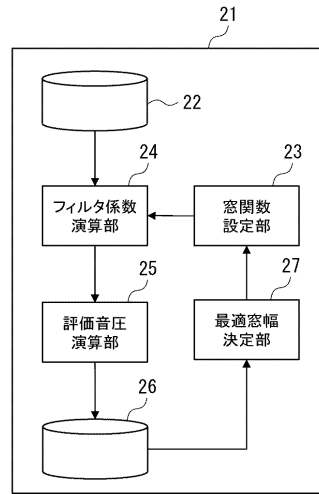 21
22
24
フィルタ係数
演算部
23
窓関数
設定部
25
評価音圧
演算部
27
最適窓幅
決定部
26